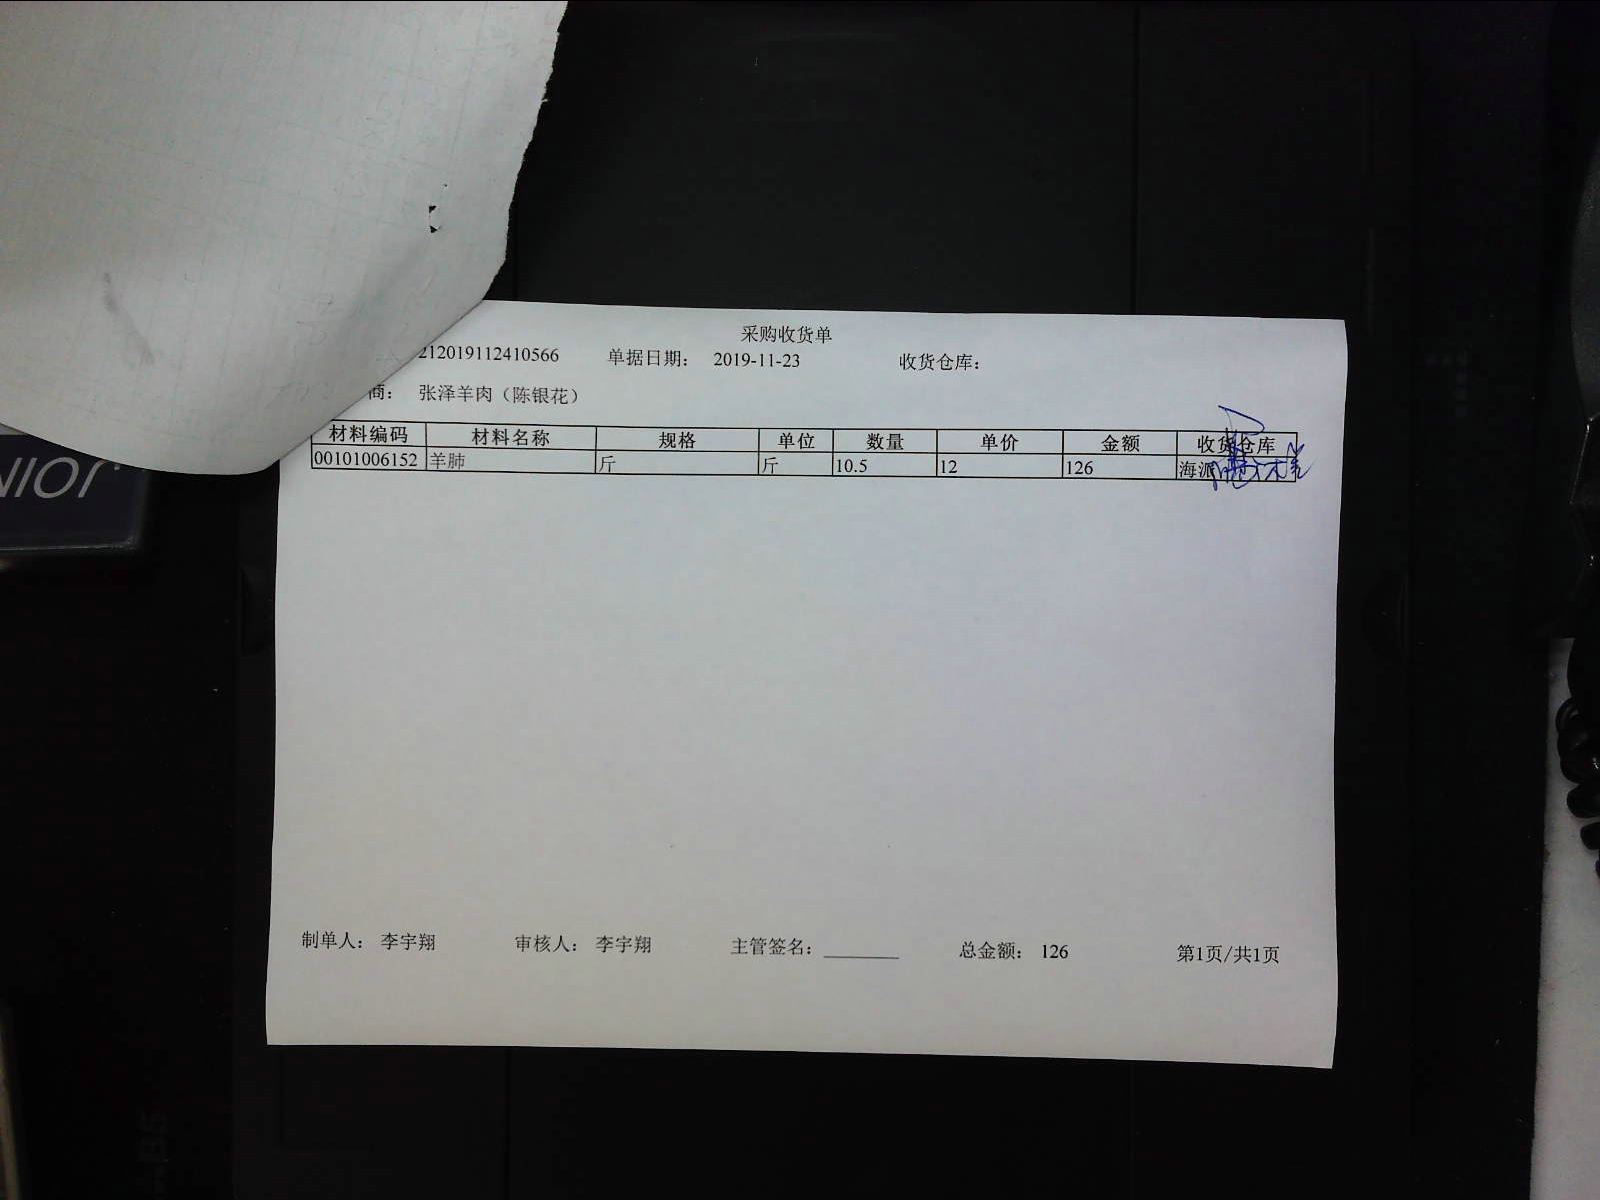 采购收货单
212019112410566 单据日期： 2019-11-23 收货仓库：
商： 张泽羊肉（陈银花）
材料编码 材料名称 规格 单位 数量 单价 金额 收货仓库
00101006152 羊肺 斤 斤 10.5 12 126 海派
制单人： 李宇翔 审核人： 李宇翔 主管签名： 总金额： 126 第1页/共1页
NIOR